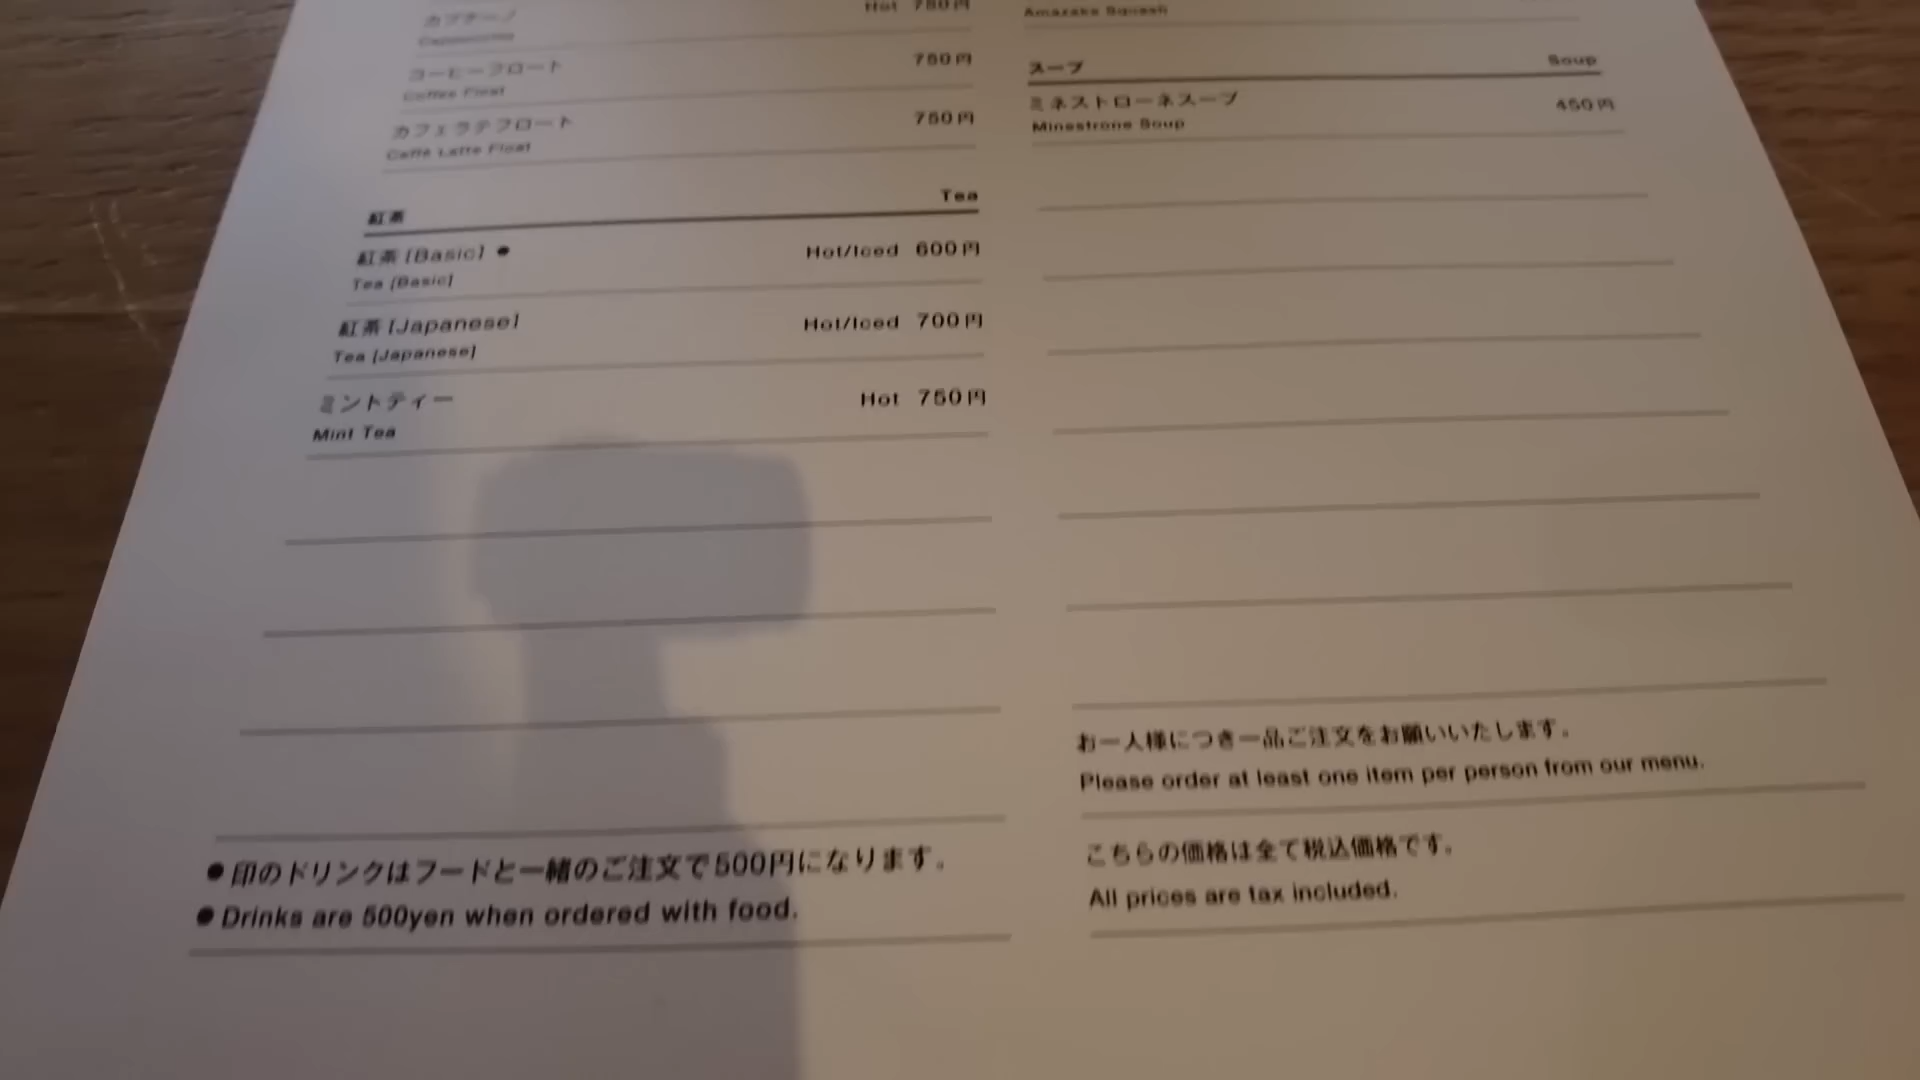 カプチーノ Hot 750円
Cappuccino
コーヒーフロート 750円
Coffee Float
カフェラテフロート 750円
Caffè Latte Float
紅茶 Tea
紅茶 [Basic] ● Hot/Iced 600円
Tea [Basic]
紅茶 [Japanese] Hot/Iced 700円
Tea [Japanese]
ミントティー Hot 750円
Mint Tea
●印のドリンクはフードと一緒のご注文で500円になります。
●Drinks are 500yen when ordered with food.
Amazake Squash
スープ Soup
ミネストローネスープ 450円
Minestrone Soup
お一人様につき一品ご注文をお願いいたします。
Please order at least one item per person from our menu.
こちらの価格は全て税込価格です。
All prices are tax included.